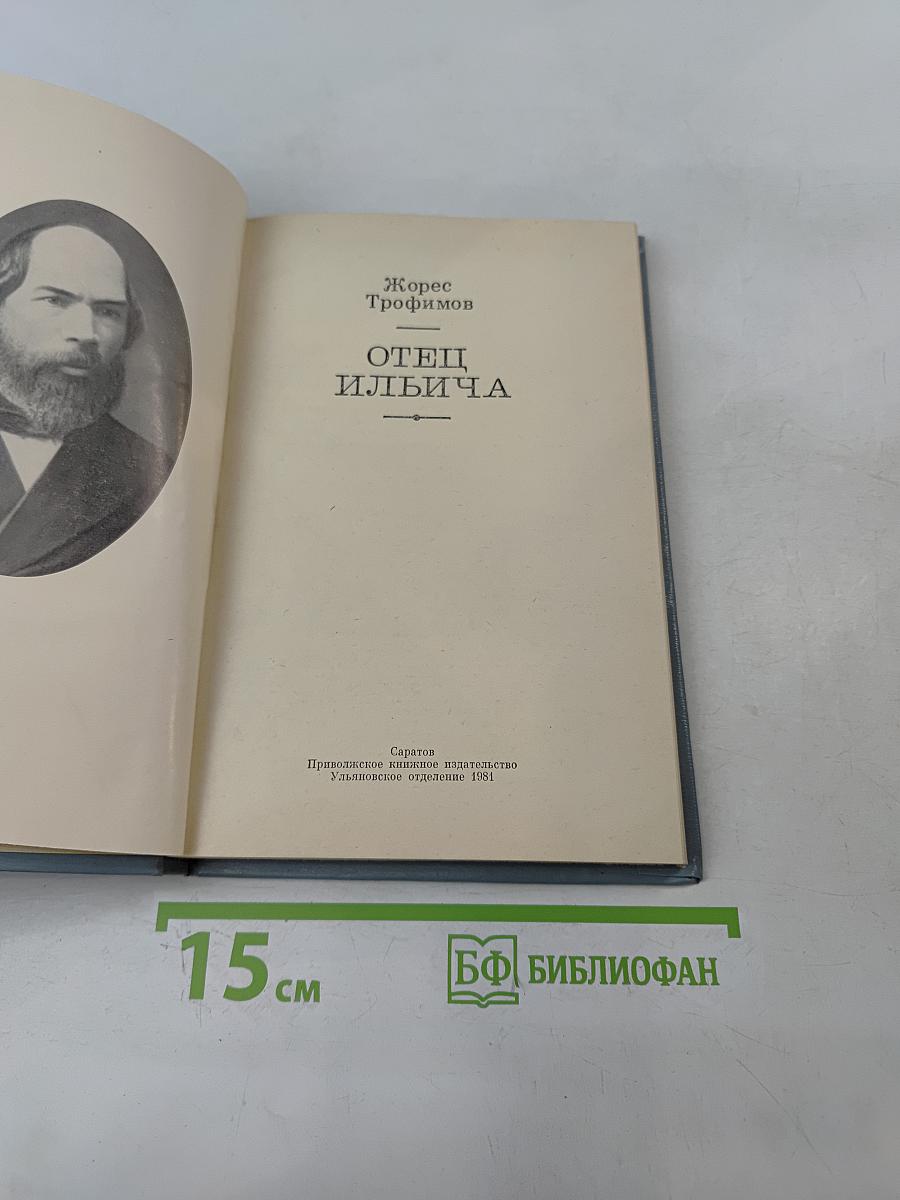 Жорес
Трофимов
ОТЕЦ
ИЛЬИЧА
Саратов
Приволжское книжное издательство
Ульяновское отделение 1981
15 см
БФ БИБЛИОФАН